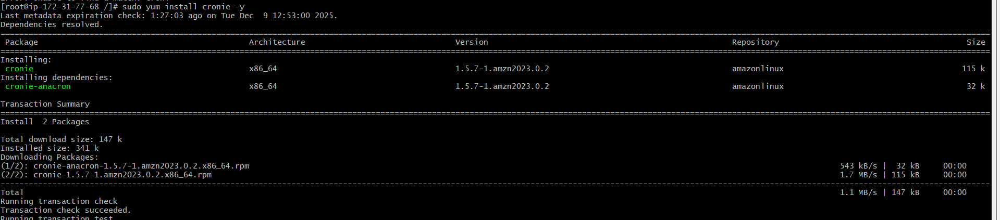 Error: Unable to find a match: cron
[root@ip-172-31-77-68 /]# sudo yum install cronie -y
Last metadata expiration check: 1:27:03 ago on Tue Dec  9 12:53:00 2025.
Dependencies resolved.
================================================================================
Package Architecture Version Repository Size
================================================================================
Installing:
cronie x86_64 1.5.7-1.amzn2023.0.2 amazonlinux 115 k
Installing dependencies:
cronie-anacron x86_64 1.5.7-1.amzn2023.0.2 amazonlinux 32 k
Transaction Summary
================================================================================
Install  2 Packages
Total download size: 147 k
Installed size: 341 k
Downloading Packages:
(1/2): cronie-anacron-1.5.7-1.amzn2023.0.2.x86_64.rpm 543 kB/s |  32 kB 00:00
(2/2): cronie-1.5.7-1.amzn2023.0.2.x86_64.rpm 1.7 MB/s | 115 kB 00:00
--------------------------------------------------------------------------------
Total 1.1 MB/s | 147 kB 00:00
Running transaction check
Transaction check succeeded.
Running transaction test